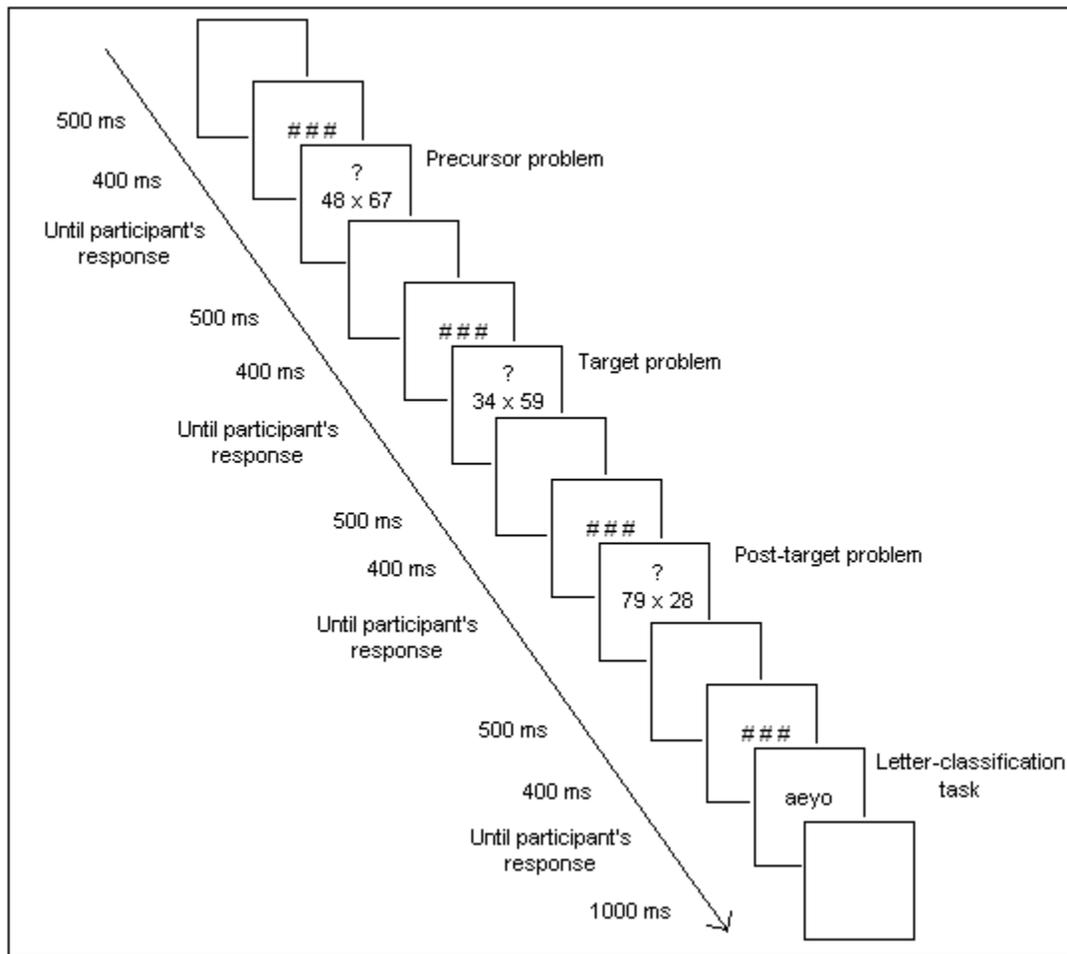 500 ms
# # #
Precursor problem
400 ms
?
48 x 67
Until participant's
response
500 ms
# # #
Target problem
400 ms
?
34 x 59
Until participant's
response
500 ms
# # #
Post-target problem
400 ms
?
79 x 28
Until participant's
response
500 ms
# # #
Letter-classification
task
400 ms
aeyo
Until participant's
response
1000 ms